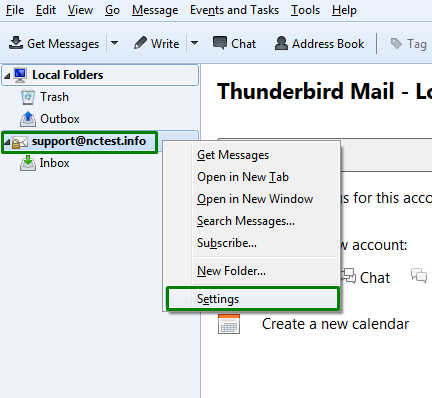 File Edit View Go Message Events and Tasks Tools Help
Get Messages Write Chat Address Book Tag
Local Folders
Trash
Outbox
support@nctest.info
Inbox
Thunderbird Mail - Lo
Get Messages
Open in New Tab
Open in New Window
Search Messages...
Subscribe...
New Folder...
Settings
gs for this acco
w account:
Chat
Create a new calendar